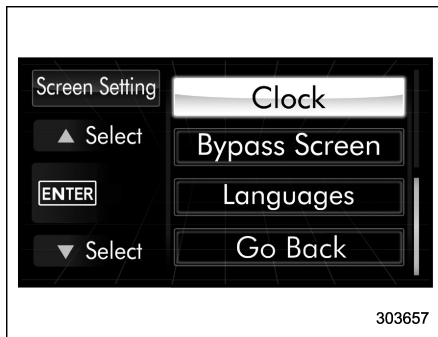 Screen Setting
Clock
▲ Select
Bypass Screen
ENTER
Languages
▼ Select
Go Back
303657